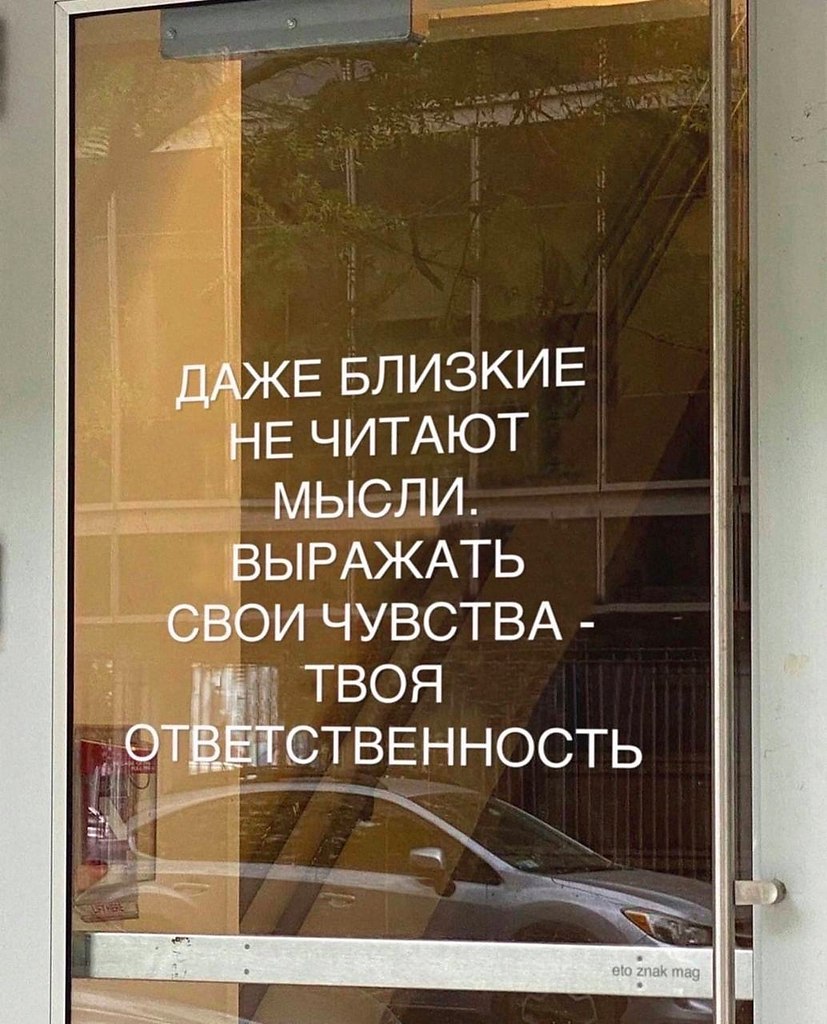 ДАЖЕ БЛИЗКИЕ
НЕ ЧИТАЮТ
МЫСЛИ.
ВЫРАЖАТЬ
СВОИ ЧУВСТВА -
ТВОЯ
ОТВЕТСТВЕННОСТЬ
eto znak mag